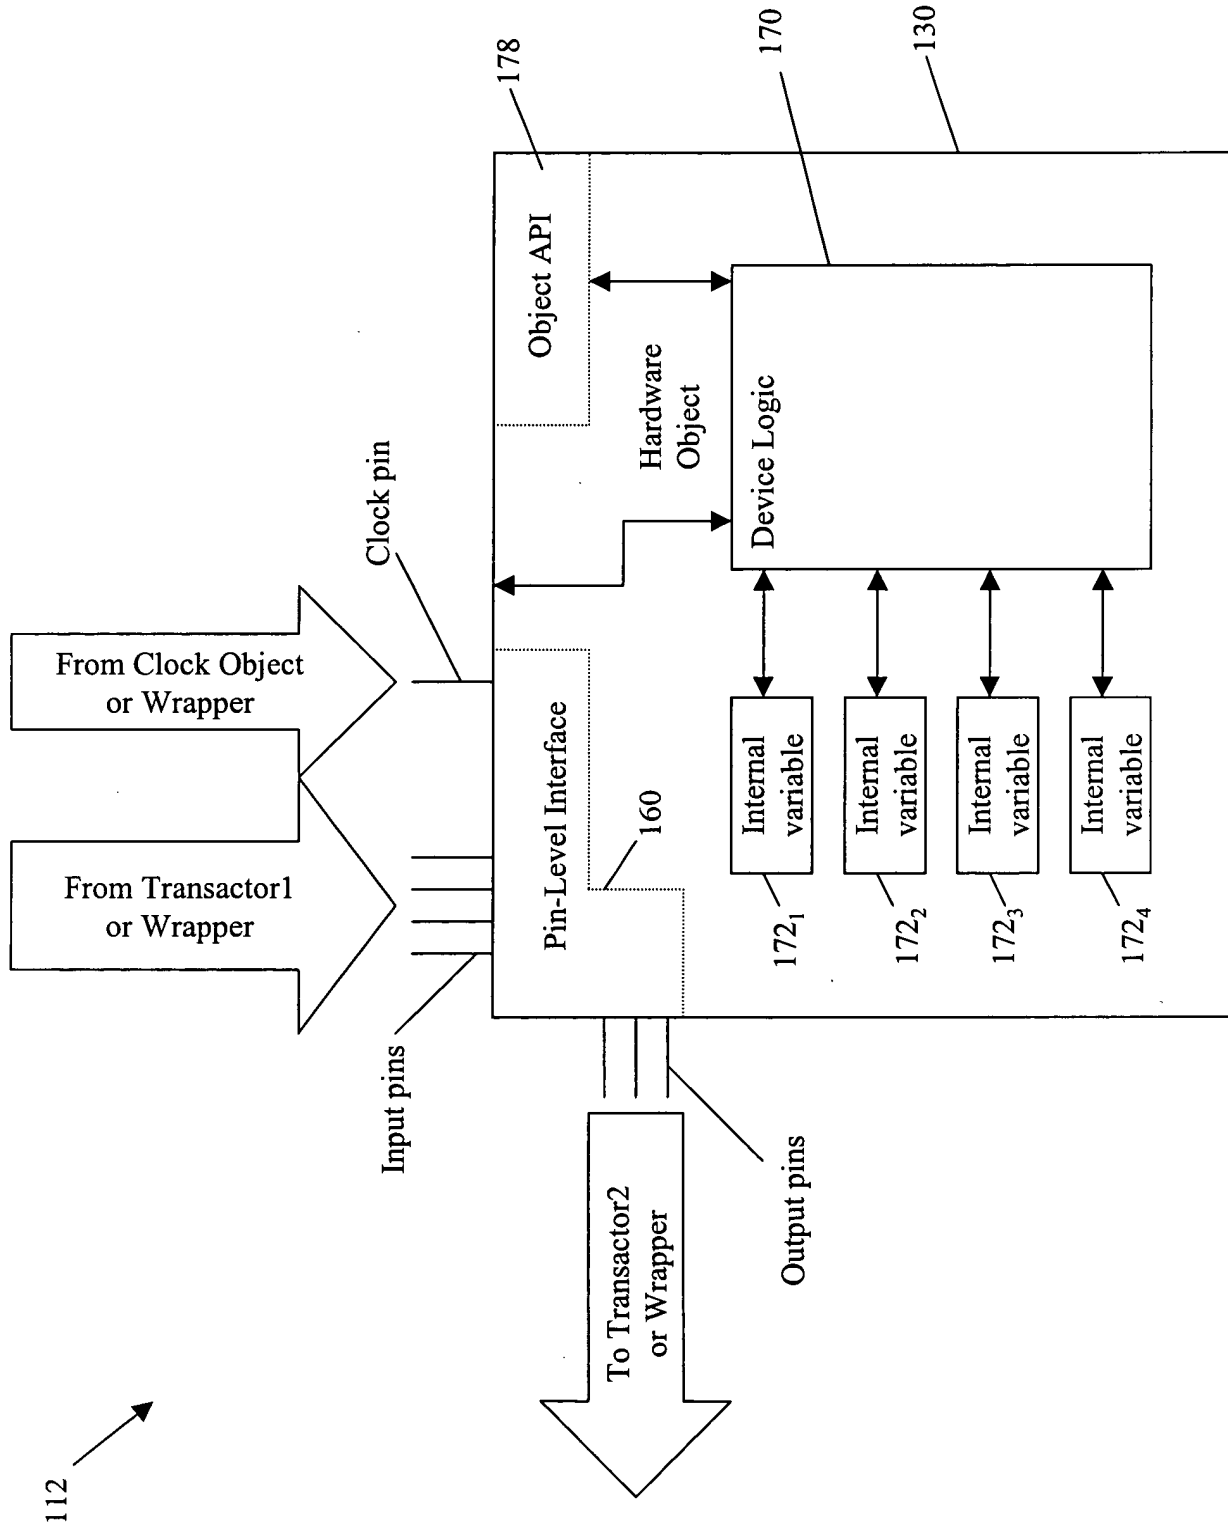 112
From Transactor1
or Wrapper
From Clock Object
or Wrapper
Input pins
Clock pin
178
170
130
To Transactor2
or Wrapper
Output pins
Pin-Level Interface
160
Object API
Hardware
Object
Device Logic
Internal
variable
172₁
Internal
variable
172₂
Internal
variable
172₃
Internal
variable
172₄